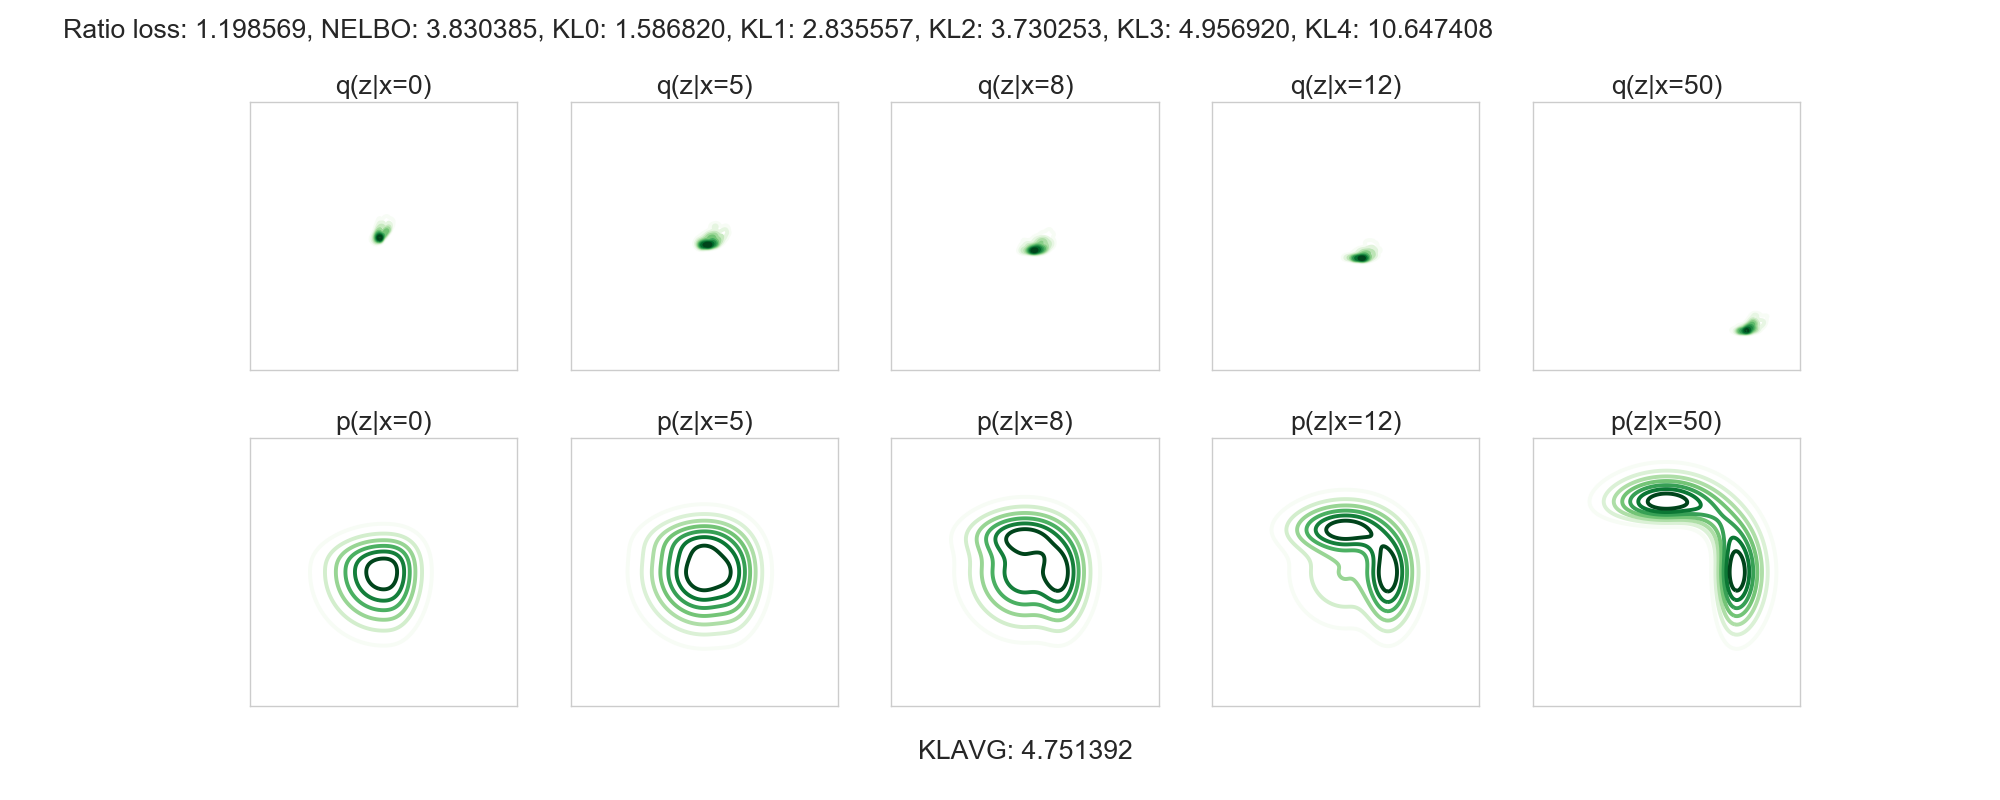 Ratio loss: 1.198569, NELBO: 3.830385, KL0: 1.586820, KL1: 2.835557, KL2: 3.730253, KL3: 4.956920, KL4: 10.647408
q(z|x=0) q(z|x=5) q(z|x=8) q(z|x=12) q(z|x=50)
p(z|x=0) p(z|x=5) p(z|x=8) p(z|x=12) p(z|x=50)
KLAVG: 4.751392